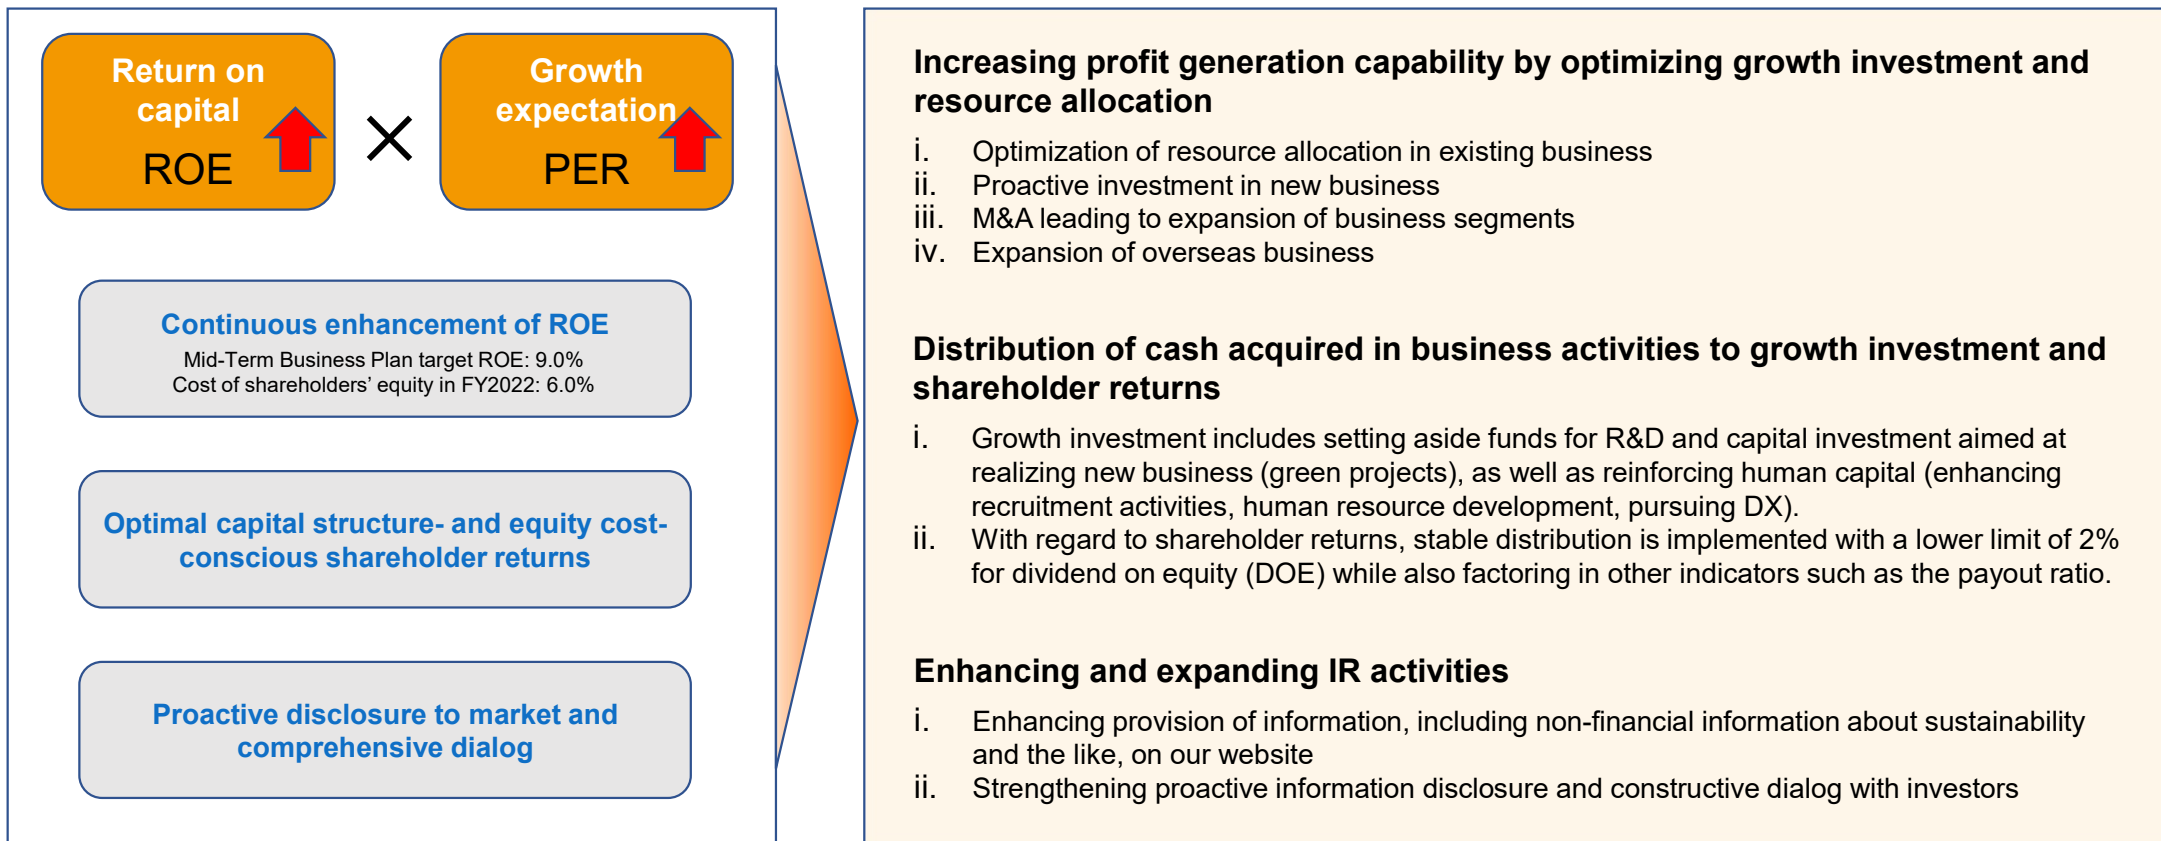 Return on
capital
ROE
×
Growth
expectation
PER
Continuous enhancement of ROE
Mid-Term Business Plan target ROE: 9.0%
Cost of shareholders’ equity in FY2022: 6.0%
Optimal capital structure- and equity cost-
conscious shareholder returns
Proactive disclosure to market and
comprehensive dialog
Increasing profit generation capability by optimizing growth investment and
resource allocation
i. Optimization of resource allocation in existing business
ii. Proactive investment in new business
iii. M&A leading to expansion of business segments
iv. Expansion of overseas business
Distribution of cash acquired in business activities to growth investment and
shareholder returns
i. Growth investment includes setting aside funds for R&D and capital investment aimed at
realizing new business (green projects), as well as reinforcing human capital (enhancing
recruitment activities, human resource development, pursuing DX).
ii. With regard to shareholder returns, stable distribution is implemented with a lower limit of 2%
for dividend on equity (DOE) while also factoring in other indicators such as the payout ratio.
Enhancing and expanding IR activities
i. Enhancing provision of information, including non-financial information about sustainability
and the like, on our website
ii. Strengthening proactive information disclosure and constructive dialog with investors